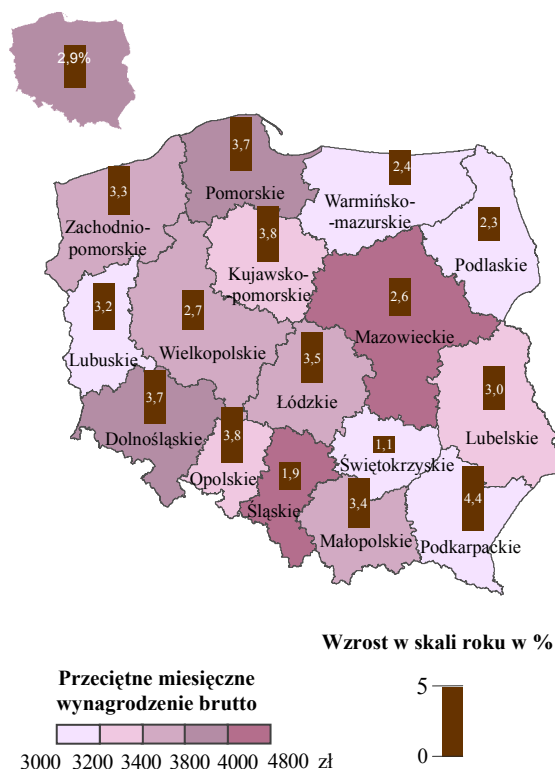 2,9%
3,7
Pomorskie
2,4
Warmińsko-
-mazurskie
3,3
Zachodnio-
pomorskie
2,3
Podlaskie
3,8
Kujawsko-
pomorskie
3,2
Lubuskie
2,7
Wielkopolskie
2,6
Mazowieckie
3,5
Łódzkie
3,7
Dolnośląskie
3,0
Lubelskie
3,8
Opolskie
1,1
Świętokrzyskie
1,9
Śląskie
3,4
Małopolskie
4,4
Podkarpackie
Wzrost w skali roku w %
5
0
Przeciętne miesięczne
wynagrodzenie brutto
3000 3200 3400 3800 4000 4800 zł